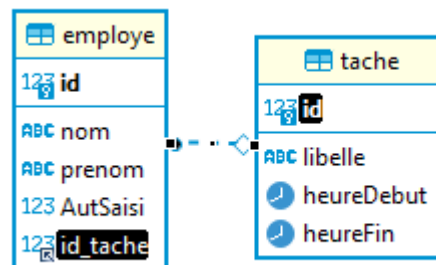 employe
123 id
ABC nom
ABC prenom
123 AutSaisi
123 id_tache
tache
123 id
ABC libelle
heureDebut
heureFin